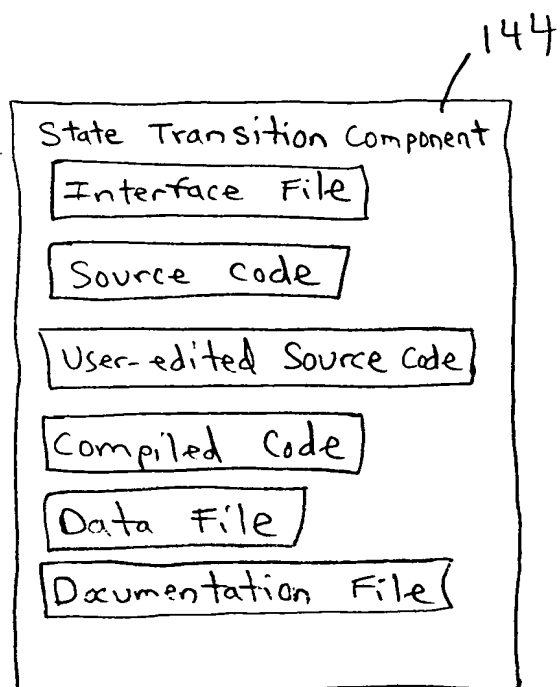 144
State Transition Component
Interface File
Source Code
User-edited Source Code
Compiled Code
Data File
Documentation File